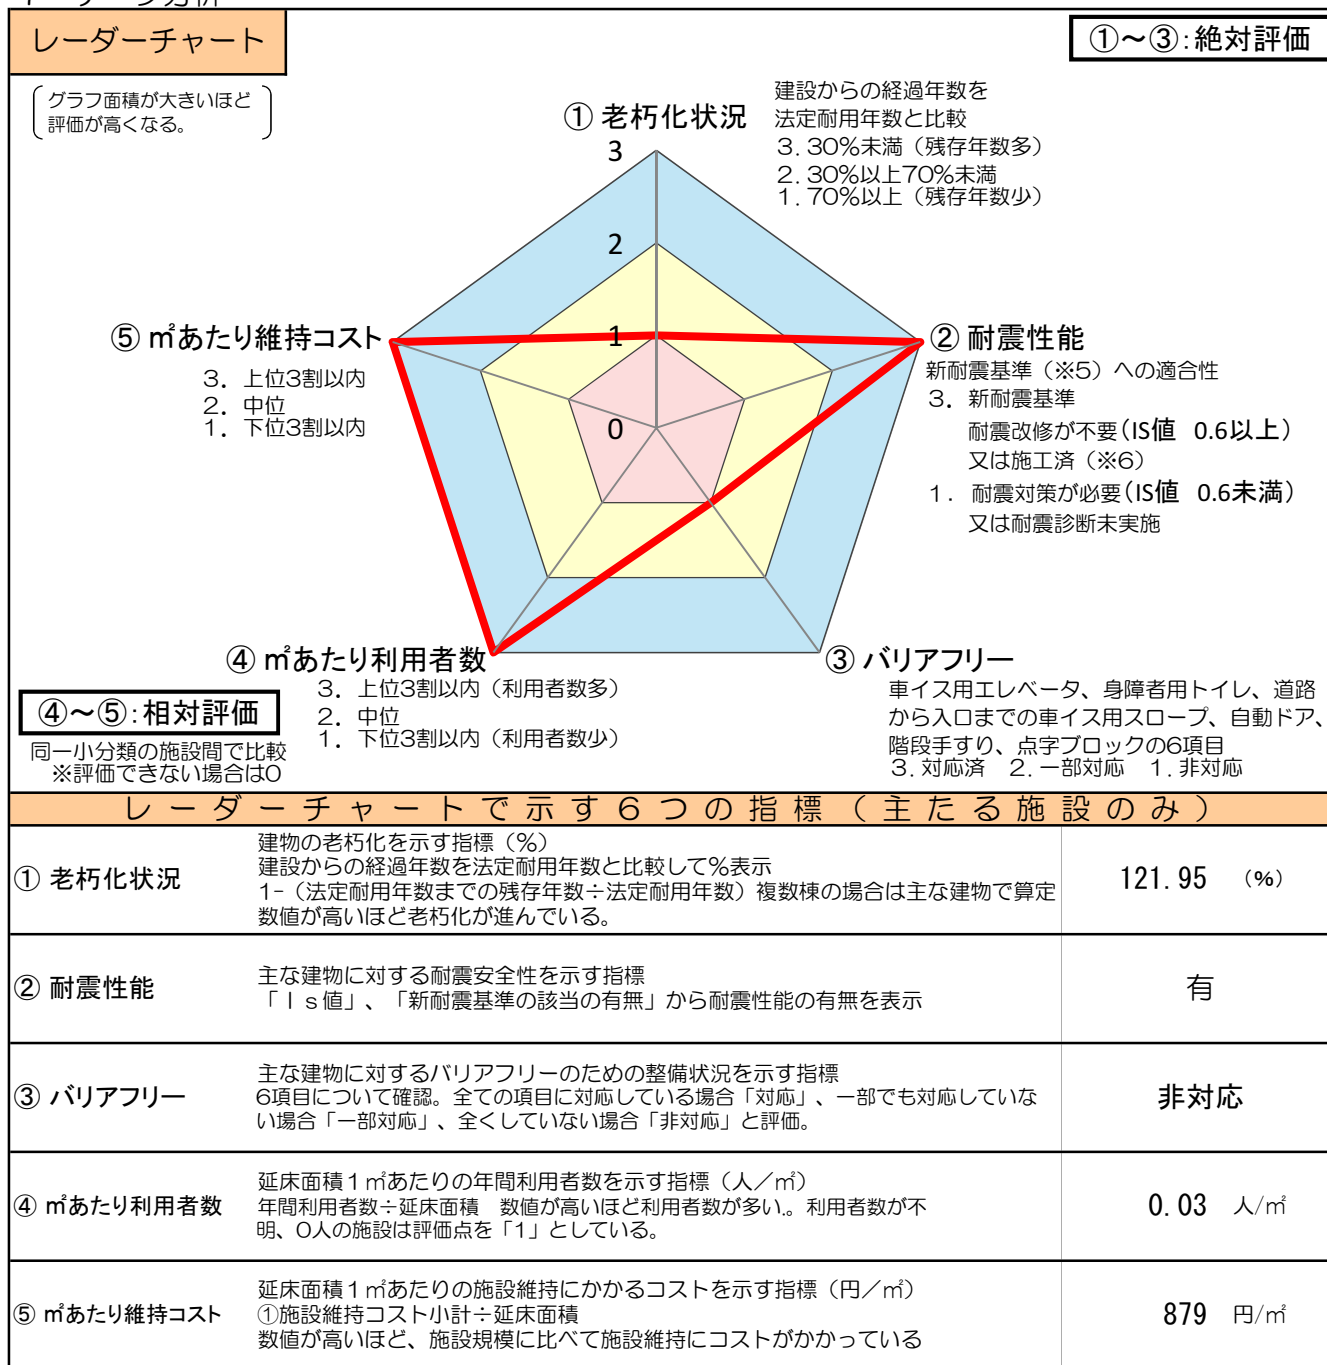 レーダーチャート
①～③：絶対評価
グラフ面積が大きいほど
評価が高くなる。
① 老朽化状況
建設からの経過年数を
法定耐用年数と比較
3．30%未満（残存年数多）
2．30%以上70%未満
1．70%以上（残存年数少）
3
2
1
0
⑤ ㎡あたり維持コスト
3．上位3割以内
2．中位
1．下位3割以内
② 耐震性能
新耐震基準（※5）への適合性
3．新耐震基準
耐震改修が不要（IS値 0.6以上）
又は施工済（※6）
1．耐震対策が必要（IS値 0.6未満）
又は耐震診断未実施
④ ㎡あたり利用者数
3．上位3割以内（利用者数多）
2．中位
1．下位3割以内（利用者数少）
③ バリアフリー
車イス用エレベータ、身障者用トイレ、道路
から入口までの車イス用スロープ、自動ドア、
階段手すり、点字ブロックの6項目
3．対応済 2．一部対応 1．非対応
④～⑤：相対評価
同一小分類の施設間で比較
※評価できない場合は0
レーダーチャートで示す６つの指標（主たる施設のみ）
① 老朽化状況
建物の老朽化を示す指標（%）
建設からの経過年数を法定耐用年数と比較して%表示
1-（法定耐用年数までの残存年数÷法定耐用年数）複数棟の場合は主な建物で算定
数値が高いほど老朽化が進んでいる。
121.95 （%）
② 耐震性能
主な建物に対する耐震安全性を示す指標
「Ｉｓ値」、「新耐震基準の該当の有無」から耐震性能の有無を表示
有
③ バリアフリー
主な建物に対するバリアフリーのための整備状況を示す指標
6項目について確認。全ての項目に対応している場合「対応」、一部でも対応していな
い場合「一部対応」、全くしていない場合「非対応」と評価。
非対応
④ ㎡あたり利用者数
延床面積１㎡あたりの年間利用者数を示す指標（人／㎡）
年間利用者数÷延床面積 数値が高いほど利用者数が多い。利用者数が不
明、0人の施設は評価点を「1」としている。
0.03 人/㎡
⑤ ㎡あたり維持コスト
延床面積１㎡あたりの施設維持にかかるコストを示す指標（円／㎡）
①施設維持コスト小計÷延床面積
数値が高いほど、施設規模に比べて施設維持にコストがかかっている
879 円/㎡